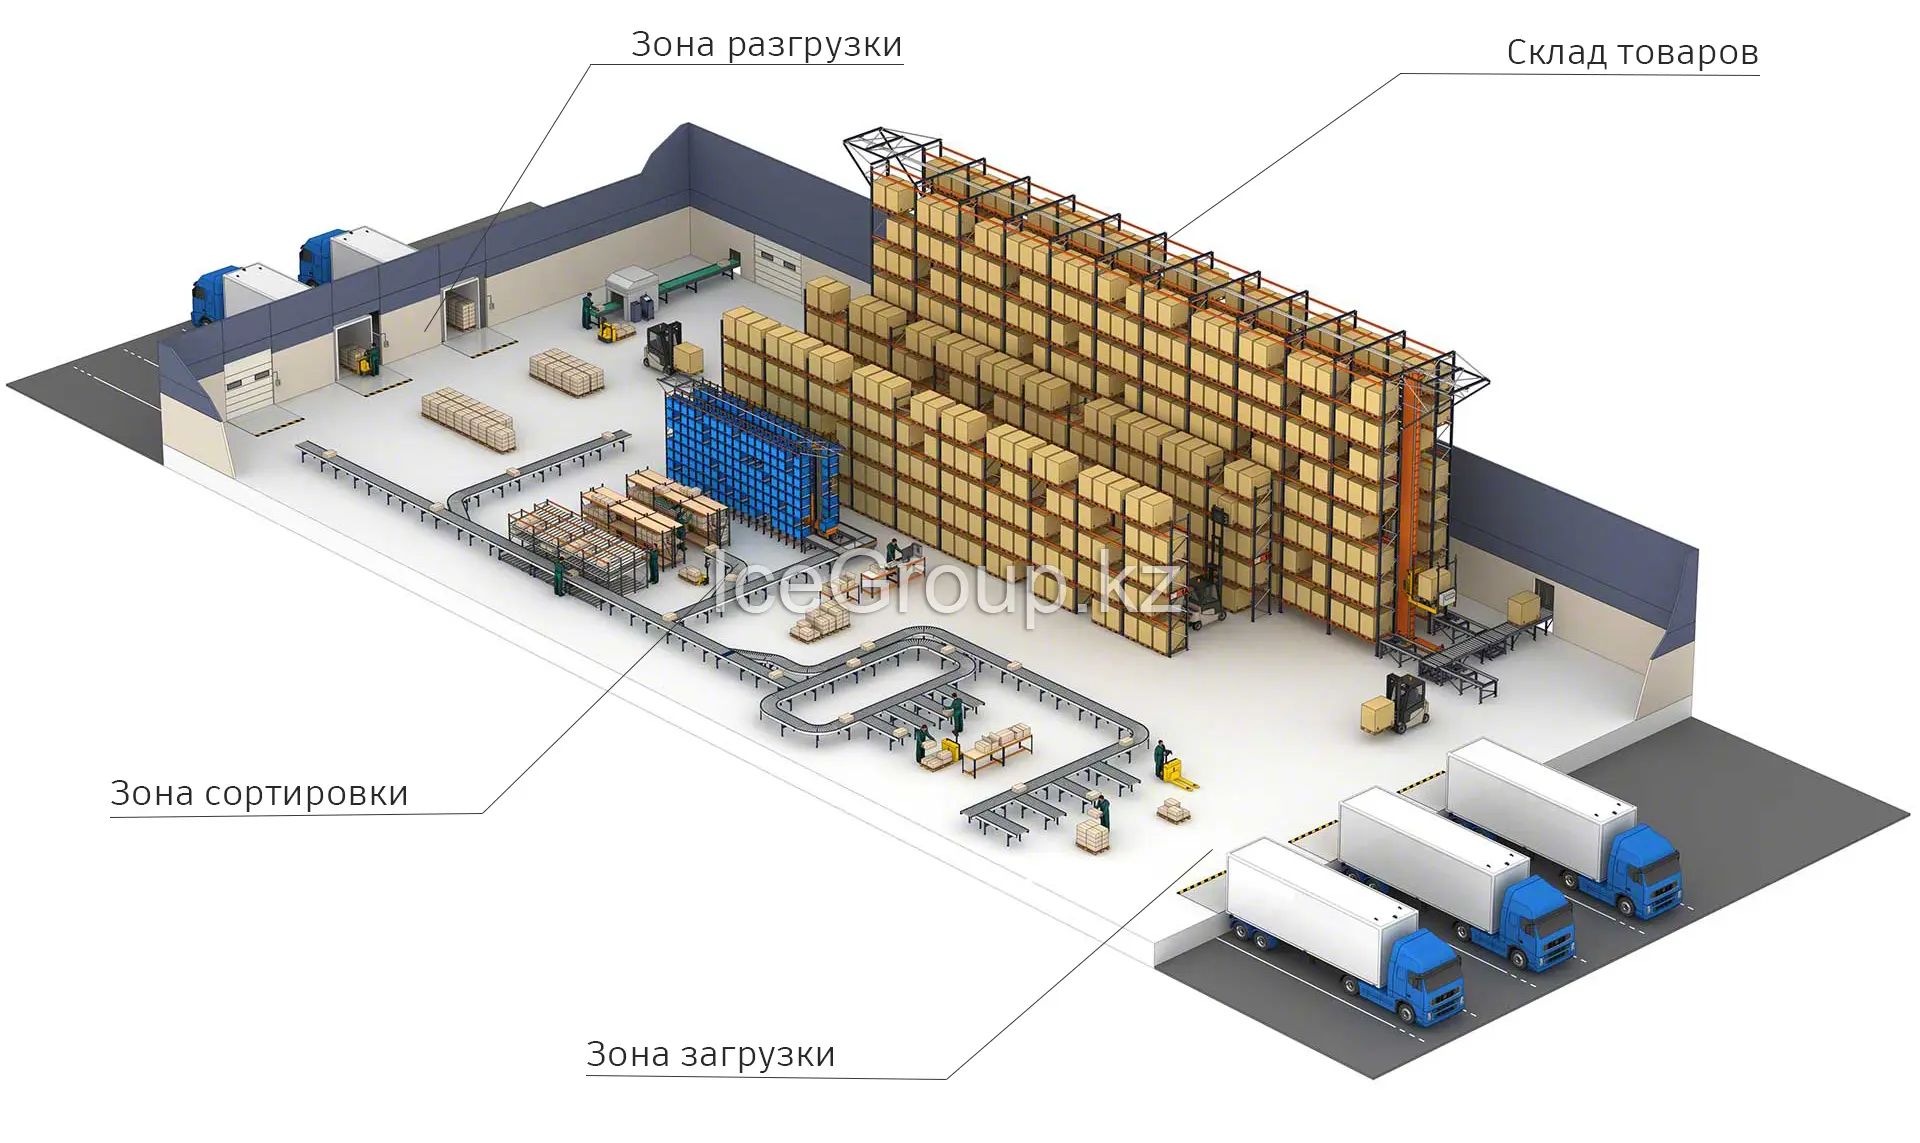 Зона разгрузки
Склад товаров
IceGroup.kz
Зона сортировки
Зона загрузки